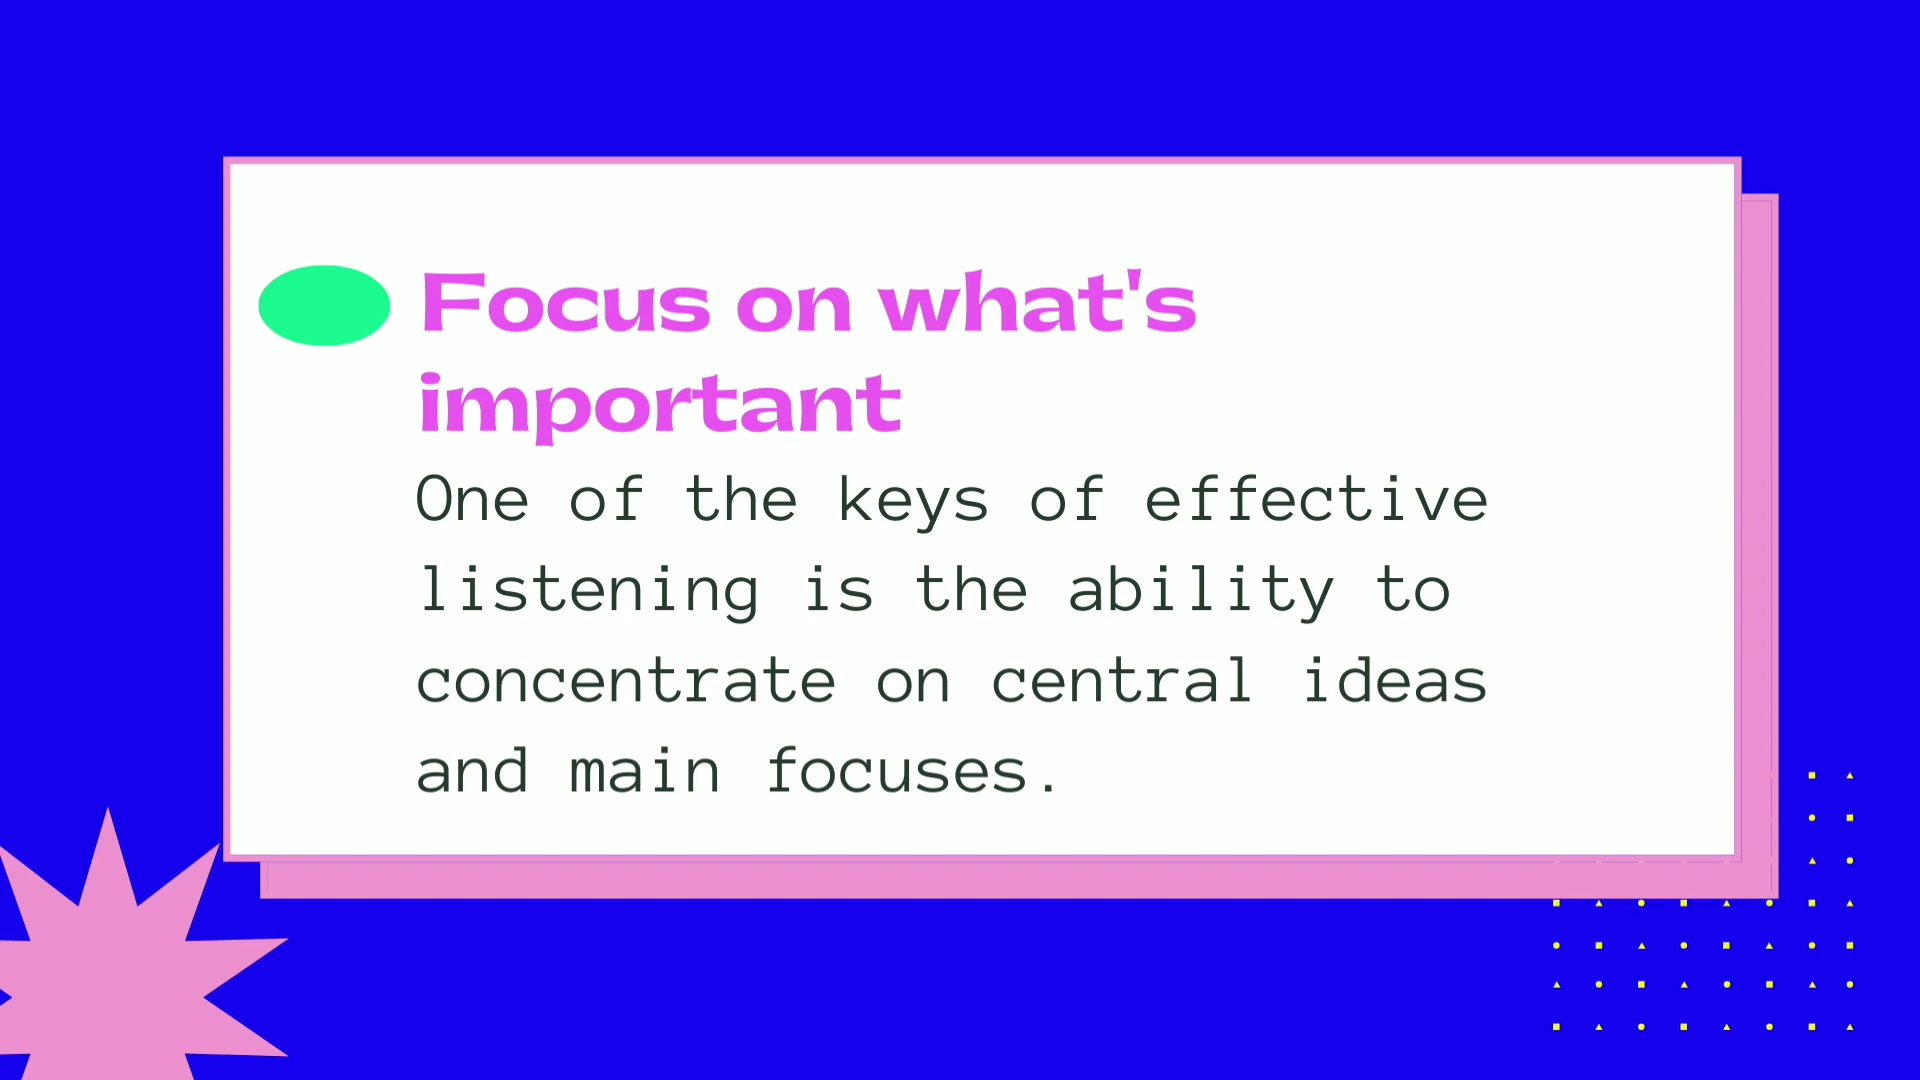 Focus on what's
important
One of the keys of effective
listening is the ability to
concentrate on central ideas
and main focuses.